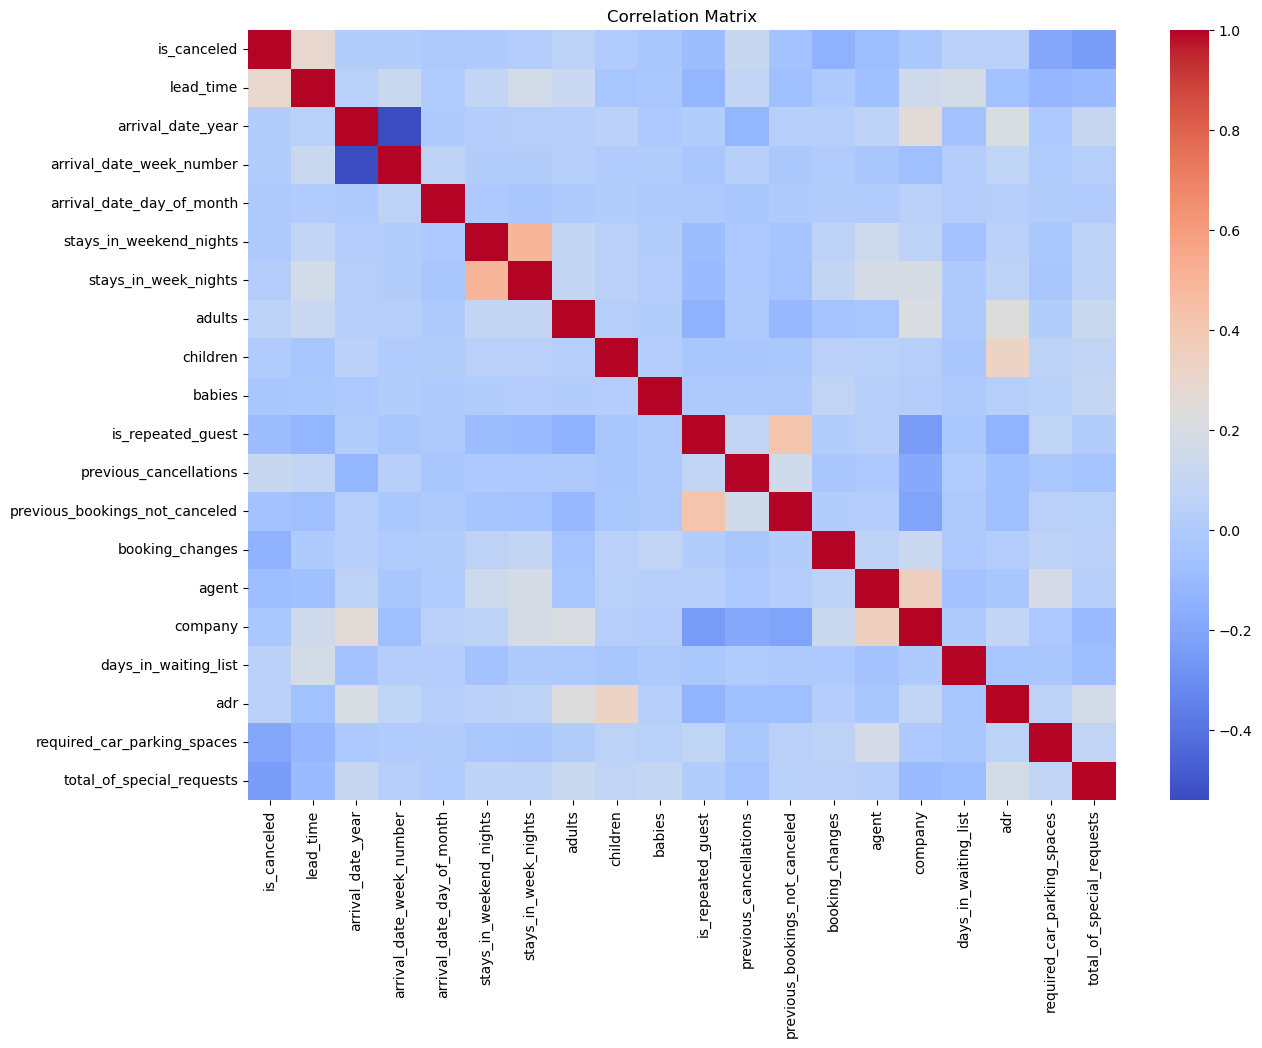 Correlation Matrix
is_canceled
lead_time
arrival_date_year
arrival_date_week_number
arrival_date_day_of_month
stays_in_weekend_nights
stays_in_week_nights
adults
children
babies
is_repeated_guest
previous_cancellations
previous_bookings_not_canceled
booking_changes
agent
company
days_in_waiting_list
adr
required_car_parking_spaces
total_of_special_requests
is_canceled
lead_time
arrival_date_year
arrival_date_week_number
arrival_date_day_of_month
stays_in_weekend_nights
stays_in_week_nights
adults
children
babies
is_repeated_guest
previous_cancellations
previous_bookings_not_canceled
booking_changes
agent
company
days_in_waiting_list
adr
required_car_parking_spaces
total_of_special_requests
1.0
0.8
0.6
0.4
0.2
0.0
−0.2
−0.4